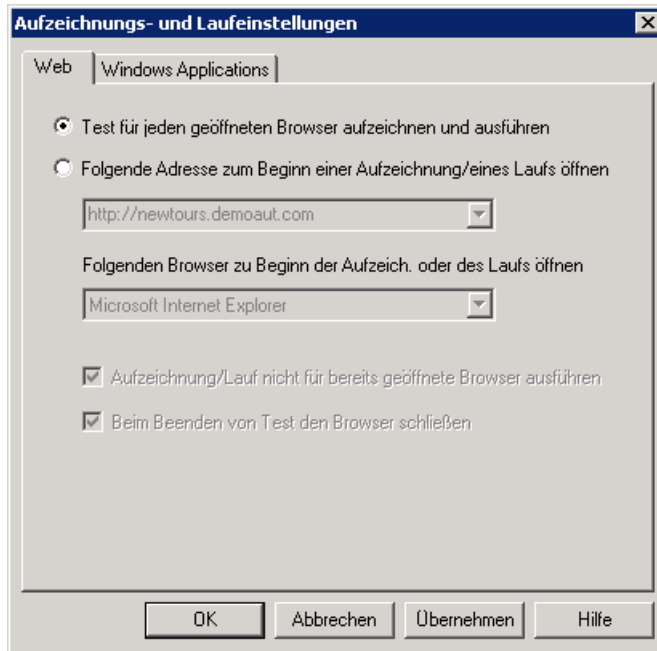 Aufzeichnungs- und Laufeinstellungen
Web
Windows Applications
Test für jeden geöffneten Browser aufzeichnen und ausführen
Folgende Adresse zum Beginn einer Aufzeichnung/eines Laufs öffnen
http://newtours.demoaut.com
Folgenden Browser zu Beginn der Aufzeich. oder des Laufs öffnen
Microsoft Internet Explorer
Aufzeichnung/Lauf nicht für bereits geöffnete Browser ausführen
Beim Beenden von Test den Browser schließen
OK
Abbrechen
Übernehmen
Hilfe